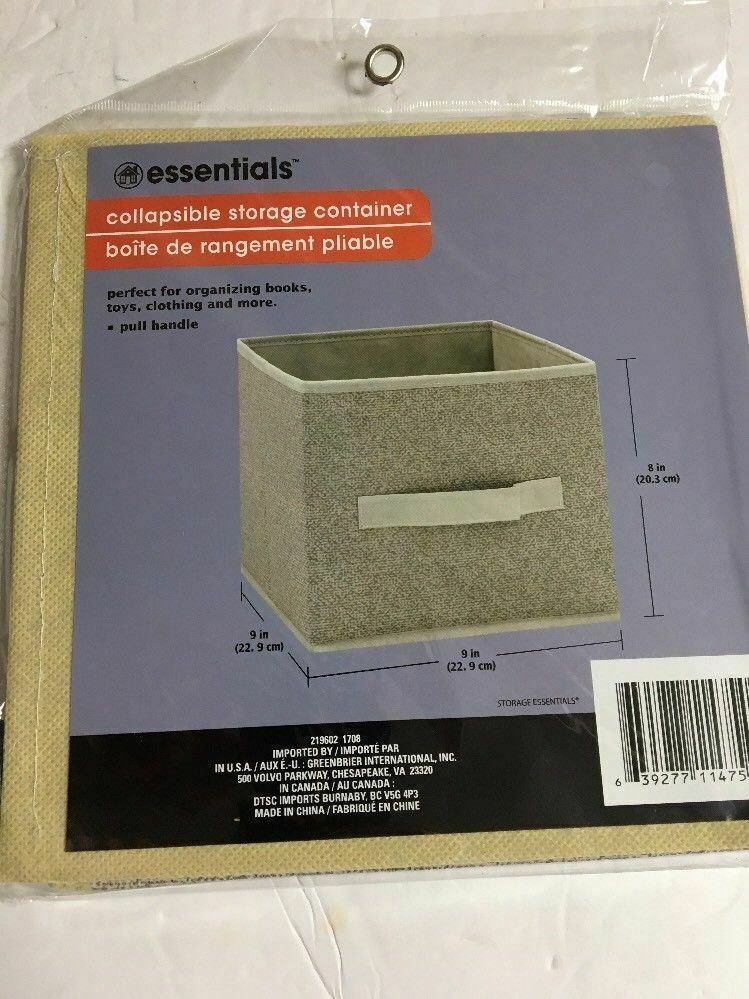 essentials™
collapsible storage container
boîte de rangement pliable
perfect for organizing books,
toys, clothing and more.
▪ pull handle
8 in
(20.3 cm)
9 in
(22. 9 cm)
9 in
(22. 9 cm)
STORAGE ESSENTIALS®
219602 1708
IMPORTED BY / IMPORTÉ PAR
IN U.S.A. / AUX É.-U. : GREENBRIER INTERNATIONAL, INC.
500 VOLVO PARKWAY, CHESAPEAKE, VA 23320
IN CANADA / AU CANADA :
DTSC IMPORTS BURNABY, BC V5G 4P3
MADE IN CHINA / FABRIQUÉ EN CHINE
6 39277 11475